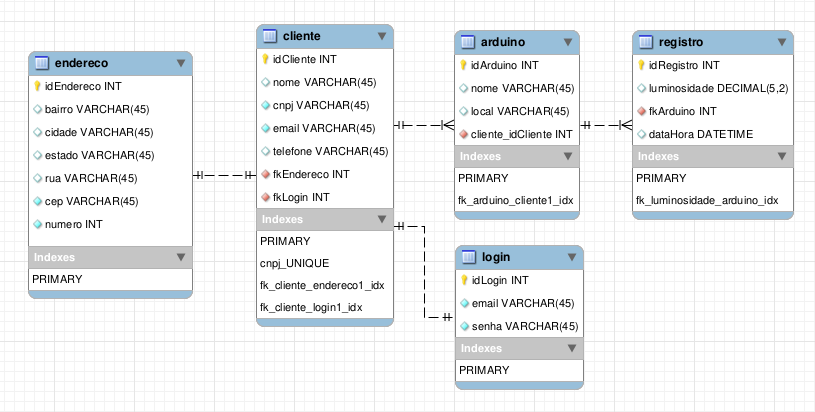 endereco
idEndereco INT
bairro VARCHAR(45)
cidade VARCHAR(45)
estado VARCHAR(45)
rua VARCHAR(45)
cep VARCHAR(45)
numero INT
Indexes
PRIMARY
cliente
idCliente INT
nome VARCHAR(45)
cnpj VARCHAR(45)
email VARCHAR(45)
telefone VARCHAR(45)
fkEndereco INT
fkLogin INT
Indexes
PRIMARY
cnpj_UNIQUE
fk_cliente_endereco1_idx
fk_cliente_login1_idx
arduino
idArduino INT
nome VARCHAR(45)
local VARCHAR(45)
cliente_idCliente INT
Indexes
PRIMARY
fk_arduino_cliente1_idx
registro
idRegistro INT
luminosidade DECIMAL(5,2)
fkArduino INT
dataHora DATETIME
Indexes
PRIMARY
fk_luminosidade_arduino_idx
login
idLogin INT
email VARCHAR(45)
senha VARCHAR(45)
Indexes
PRIMARY